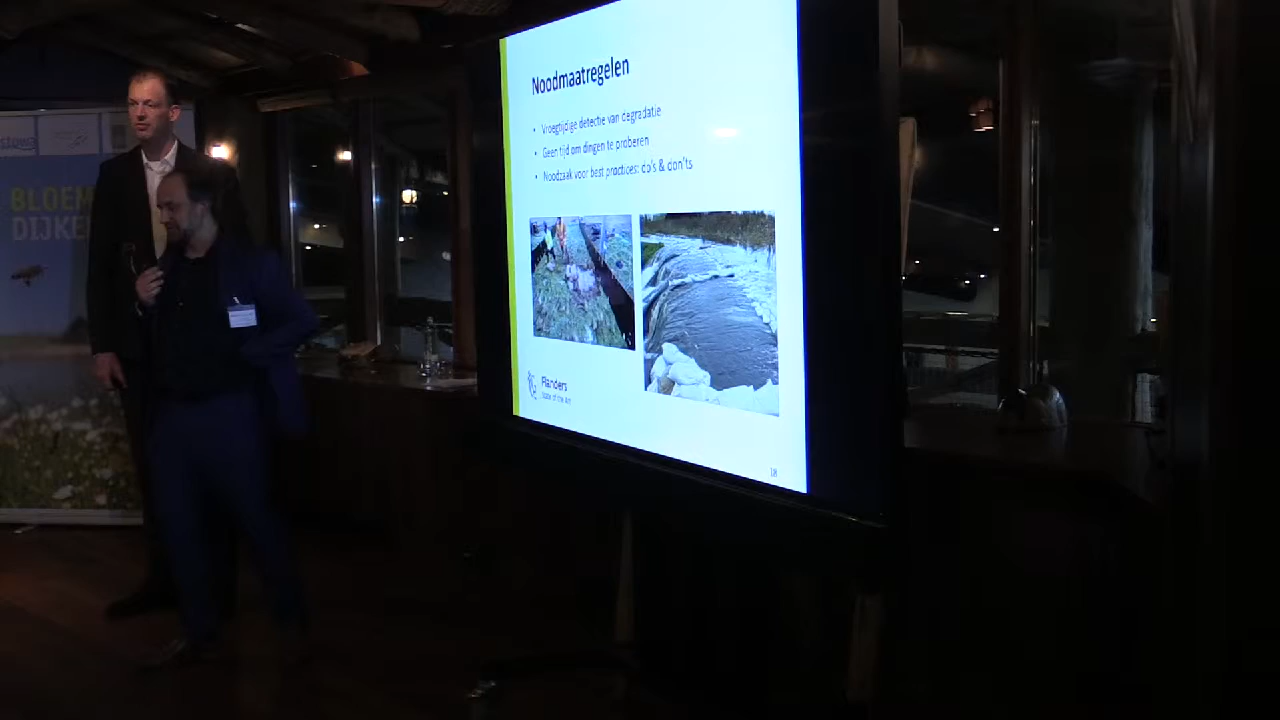 stowa
BLOEM
DIJKE
Noodmaatregelen
• Vroegtijdige detectie van degradatie
• Geen tijd om dingen te proberen
• Noodzaak voor best practices: do's & don'ts
Flanders
State of the Art
18